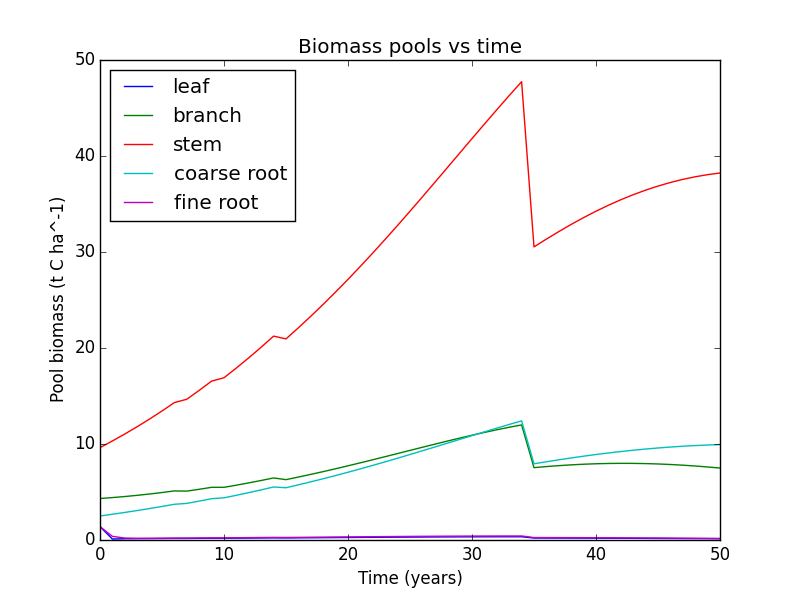 Biomass pools vs time
50
40
30
20
10
0
Pool biomass (t C ha^-1)
leaf
branch
stem
coarse root
fine root
0 10 20 30 40 50
Time (years)